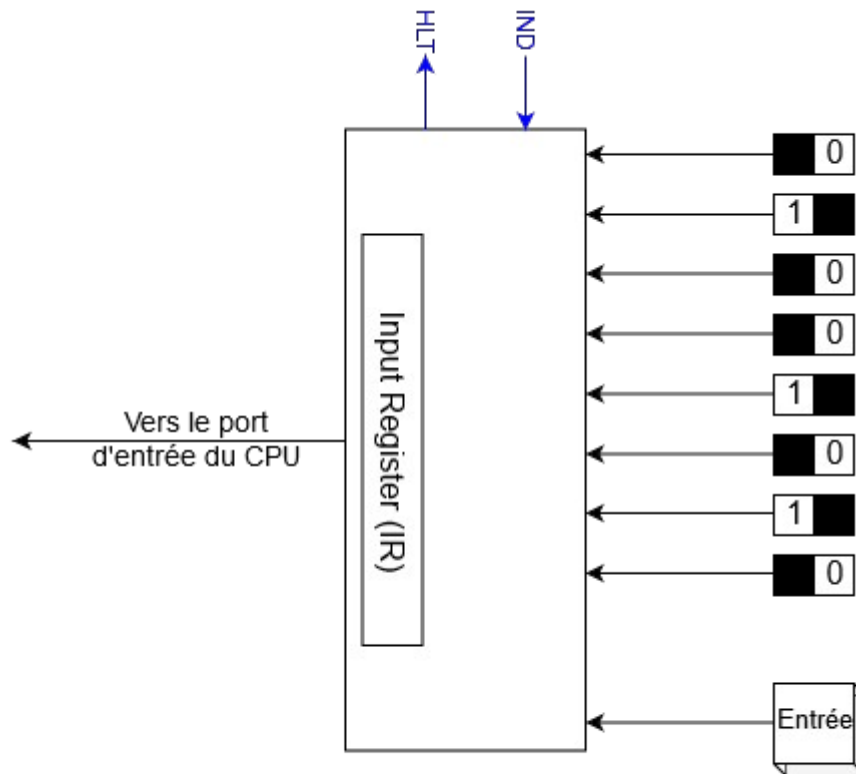 HLT
IND
0
1
0
0
1
0
1
0
Vers le port
d'entrée du CPU
Input Register (IR)
Entrée